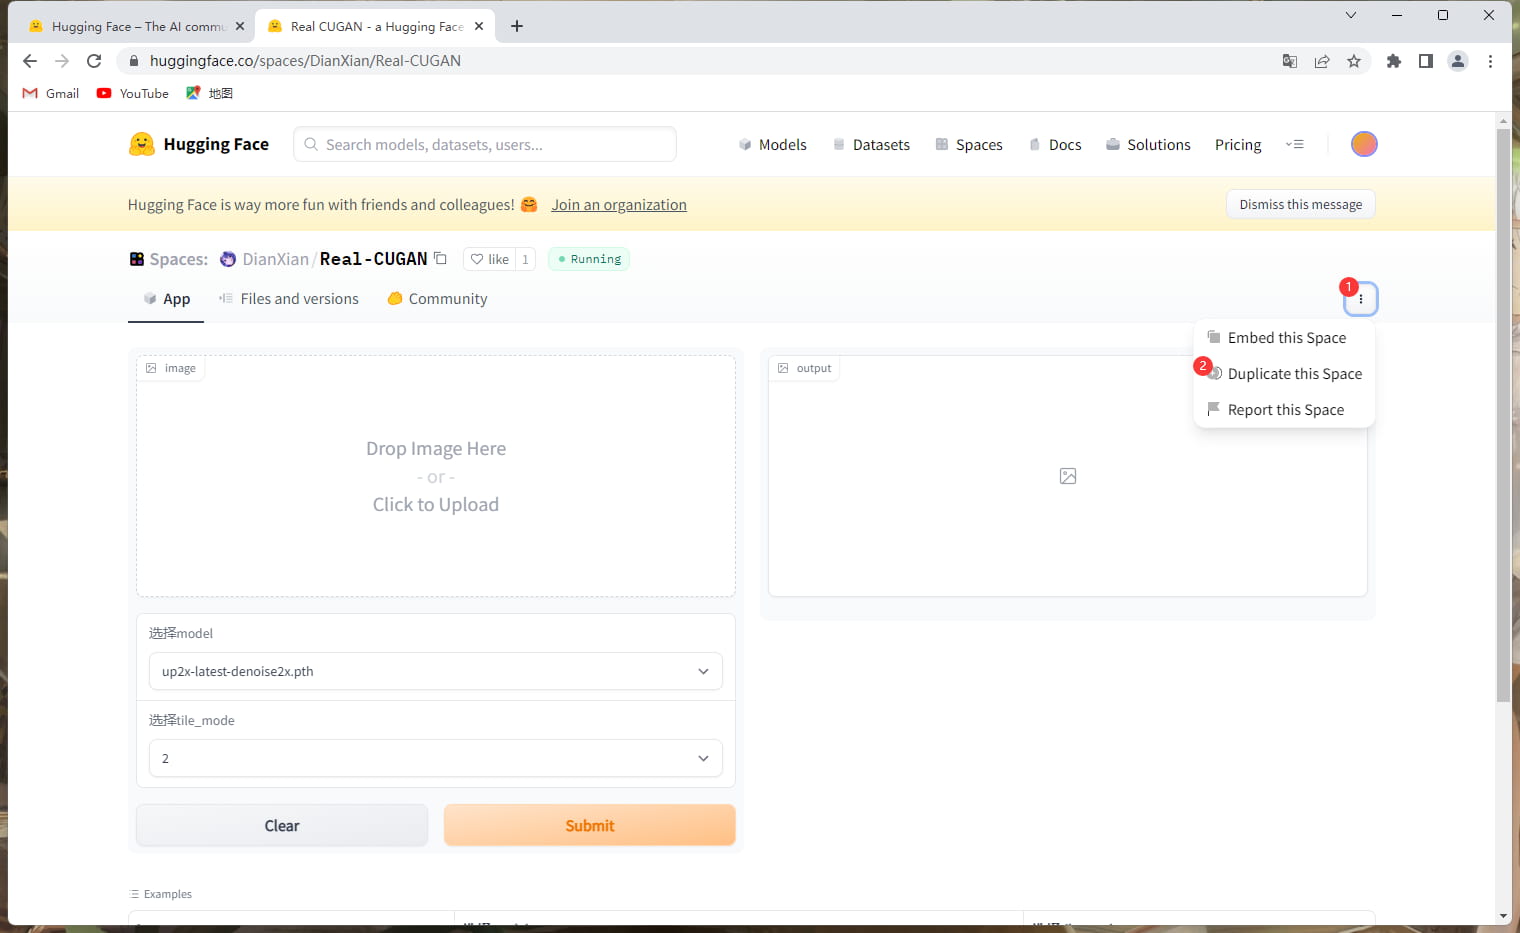 Hugging Face – The AI commu
Real CUGAN - a Hugging Face
huggingface.co/spaces/DianXian/Real-CUGAN
Gmail
YouTube
地图
Hugging Face
Search models, datasets, users...
Models
Datasets
Spaces
Docs
Solutions
Pricing
Hugging Face is way more fun with friends and colleagues! 🤗 Join an organization
Dismiss this message
Spaces:
DianXian/Real-CUGAN
like
1
Running
App
Files and versions
Community
1
Embed this Space
2
Duplicate this Space
Report this Space
image
Drop Image Here
- or -
Click to Upload
output
选择model
up2x-latest-denoise2x.pth
选择tile_mode
2
Clear
Submit
Examples